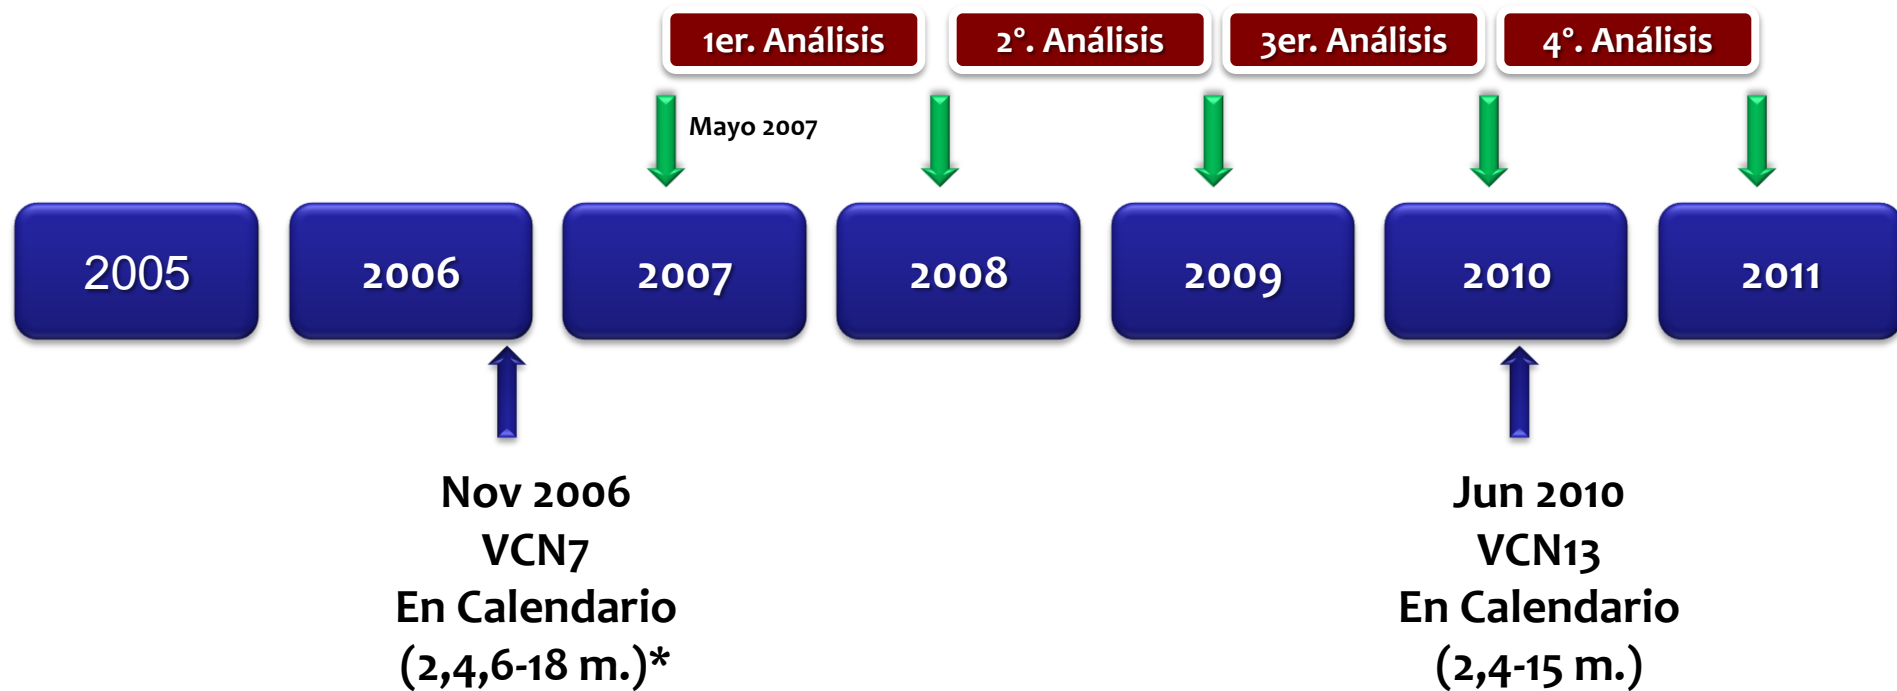 1er. Análisis
2°. Análisis
3er. Análisis
4°. Análisis
Mayo 2007
2005
2006
2007
2008
2009
2010
2011
Nov 2006
VCN7
En Calendario
(2,4,6-18 m.)*
Jun 2010
VCN13
En Calendario
(2,4-15 m.)